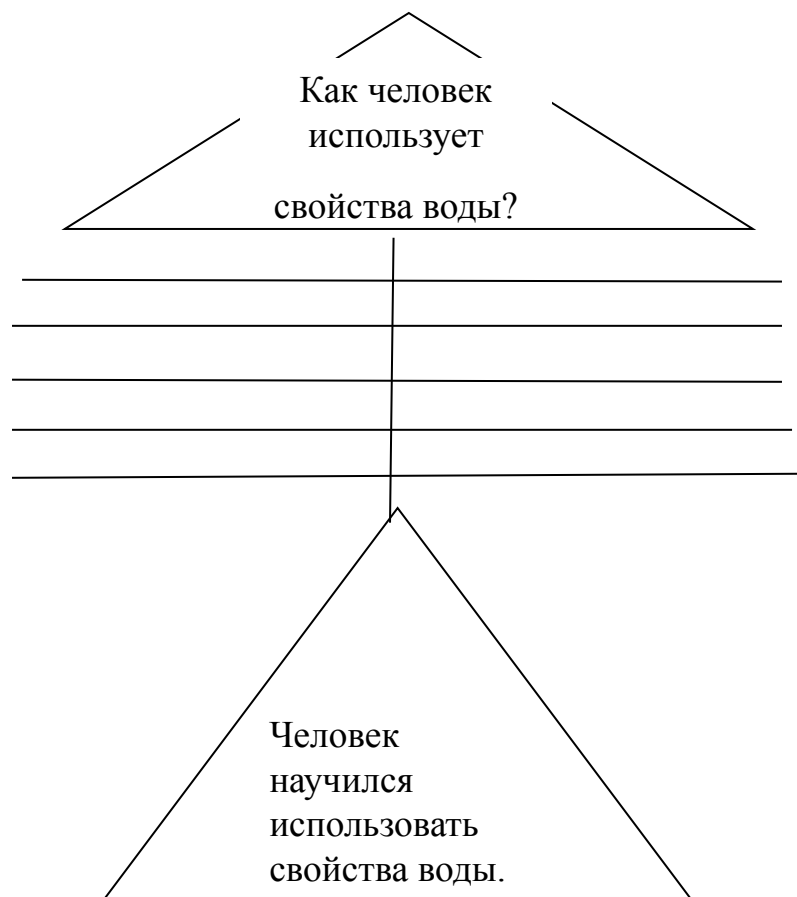 Как человек
использует
свойства воды?
Человек
научился
использовать
свойства воды.